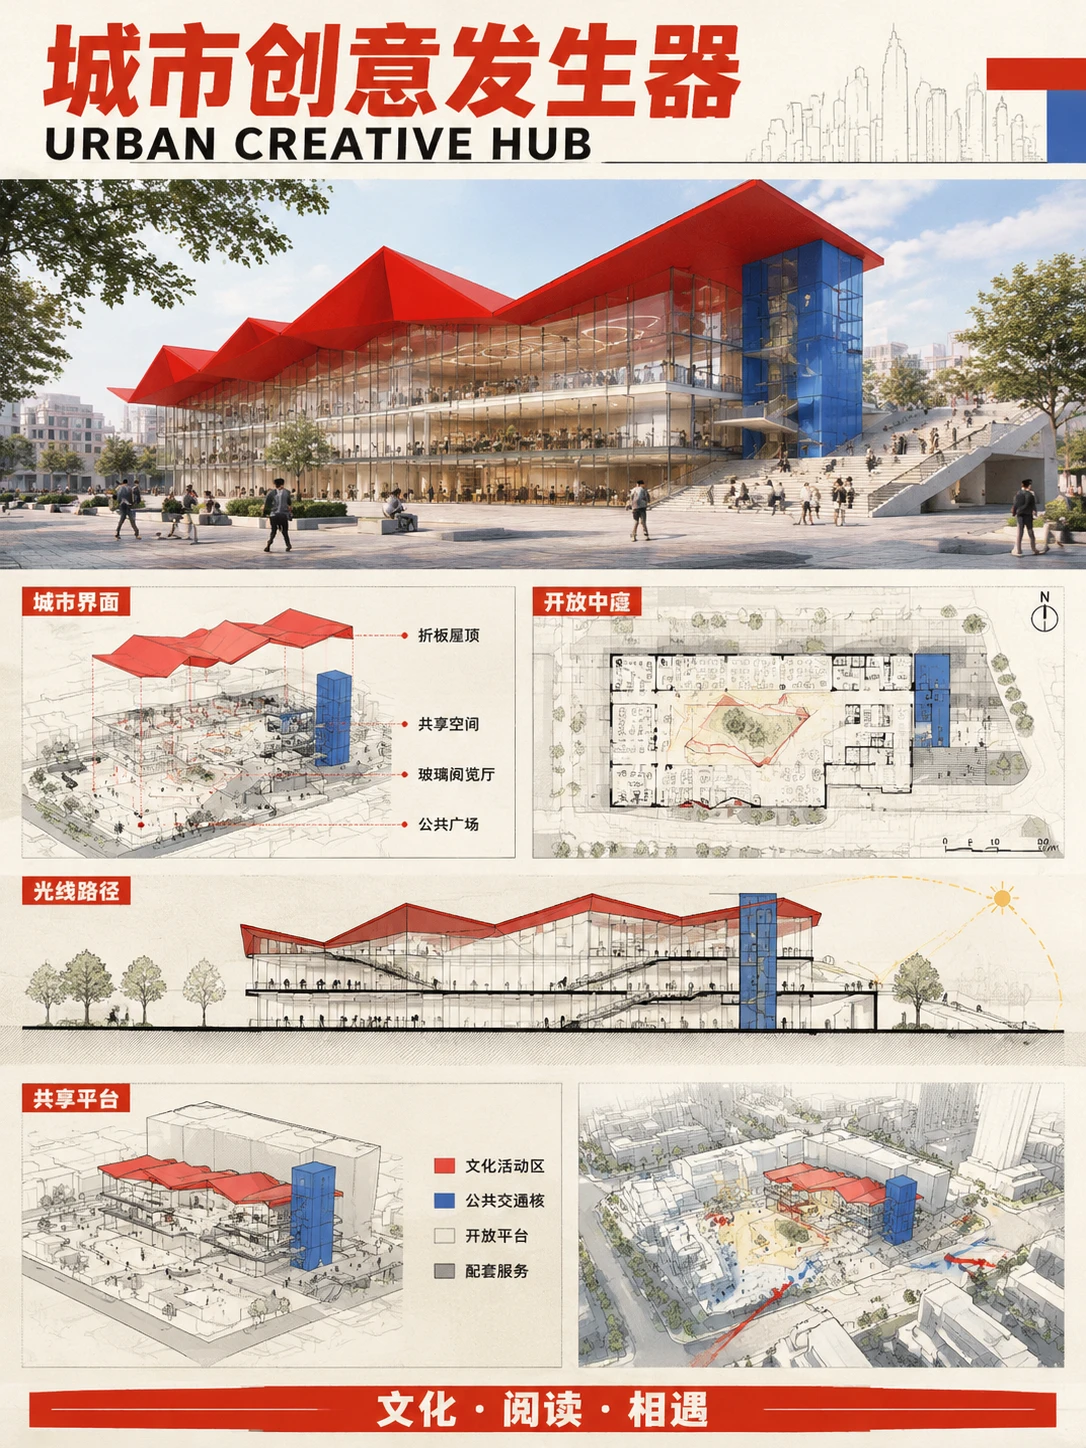 城市创意发生器
URBAN CREATIVE HUB
城市界面
折板屋顶
共享空间
玻璃阅览厅
公共广场
开放中庭
N
0
10
光线路径
共享平台
文化活动区
公共交通核
开放平台
配套服务
文化·阅读·相遇